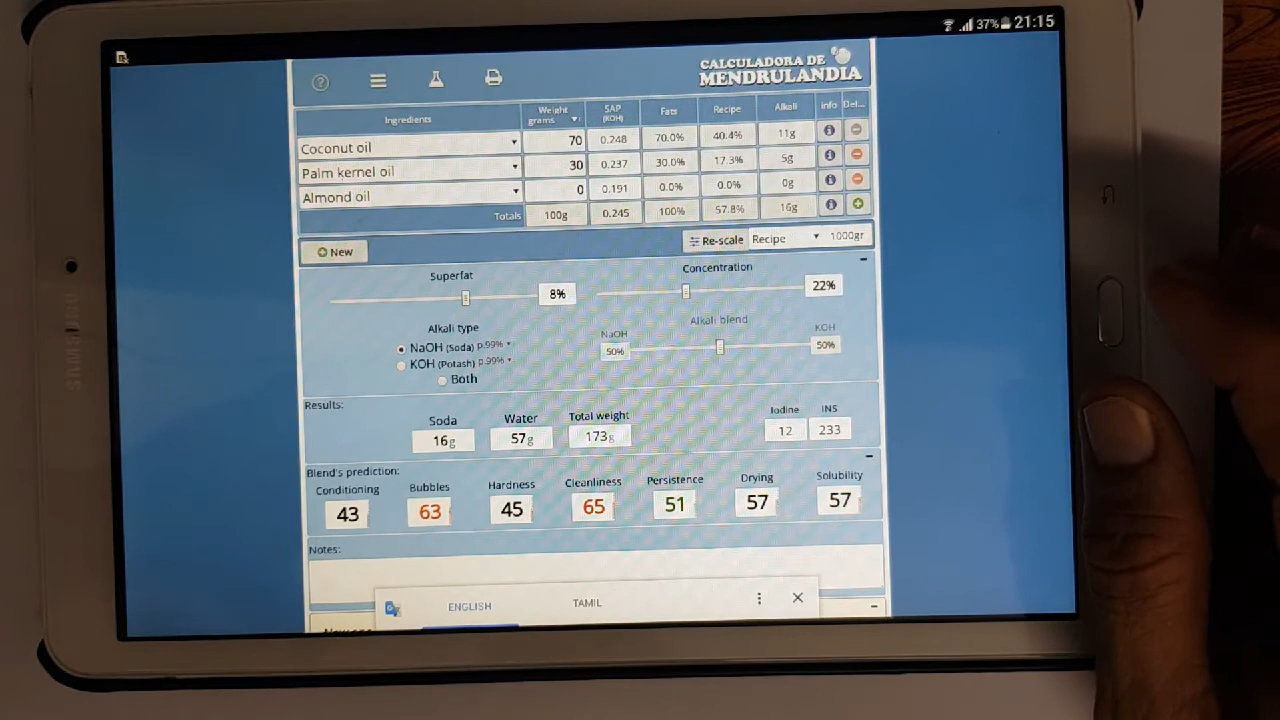 37% 21:15
CALCULADORA DE
MENDRULANDIA
Ingredients Weight grams SAP (KOH) Fats Recipe Alkali Info Del...
Coconut oil 70 0.248 70.0% 40.4% 11g
Palm kernel oil 30 0.237 30.0% 17.3% 5g
Almond oil 0 0.191 0.0% 0.0% 0g
Totals 100g 0.245 100% 57.8% 16g
New Re-scale Recipe 1000gr
Superfat Concentration
8% 22%
Alkali type Alkali blend
NaOH (Soda) p.99% NaOH KOH
KOH (Potash) p.99% 50% 50%
Both
Results:
Soda Water Total weight Iodine INS
16g 57g 173g 12 233
Blend's prediction:
Conditioning Bubbles Hardness Cleanliness Persistence Drying Solubility
43 63 45 65 51 57 57
Notes:
ENGLISH TAMIL
SAMSUNG